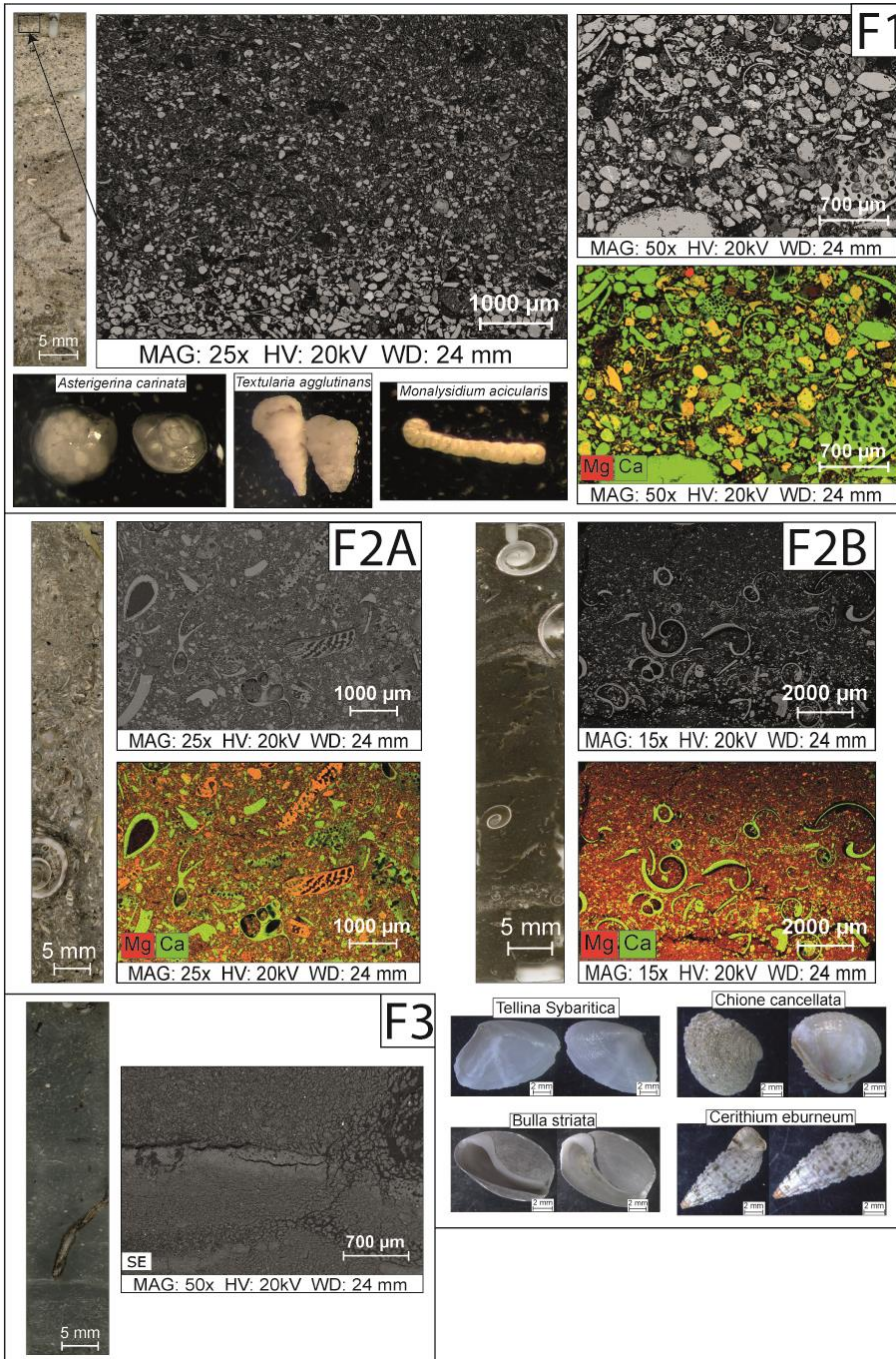 F1
5 mm
1000 µm
MAG: 25x HV: 20kV WD: 24 mm
700 µm
MAG: 50x HV: 20kV WD: 24 mm
Mg Ca
700 µm
MAG: 50x HV: 20kV WD: 24 mm
Asterigerina carinata
Textularia agglutinans
Monalysidium acicularis
F2A
5 mm
1000 µm
MAG: 25x HV: 20kV WD: 24 mm
Mg Ca
1000 µm
MAG: 25x HV: 20kV WD: 24 mm
F2B
5 mm
2000 µm
MAG: 15x HV: 20kV WD: 24 mm
Mg Ca
2000 µm
MAG: 15x HV: 20kV WD: 24 mm
F3
5 mm
SE
700 µm
MAG: 50x HV: 20kV WD: 24 mm
Tellina Sybaritica
2 mm
2 mm
Chione cancellata
2 mm
2 mm
Bulla striata
2 mm
2 mm
Cerithium eburneum
2 mm
2 mm